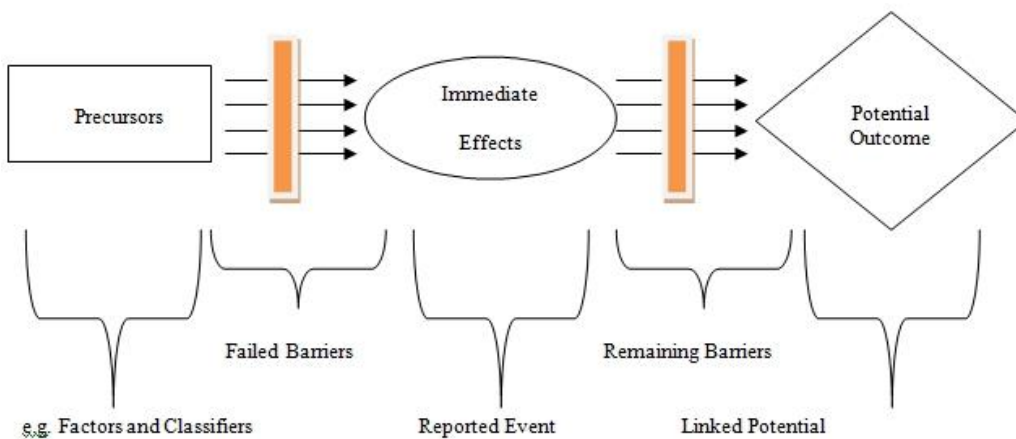 Precursors
Immediate
Effects
Potential
Outcome
Failed Barriers
Remaining Barriers
e.g. Factors and Classifiers
Reported Event
Linked Potential